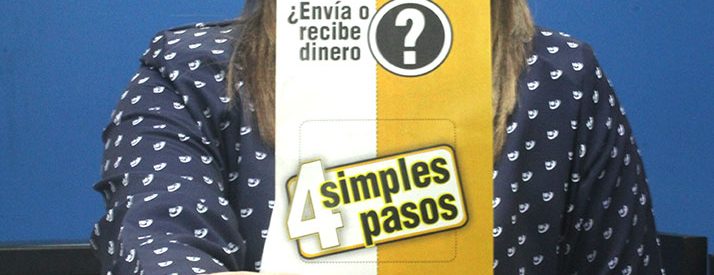 ¿Envía o
recibe
dinero
?
4 simples
pasos